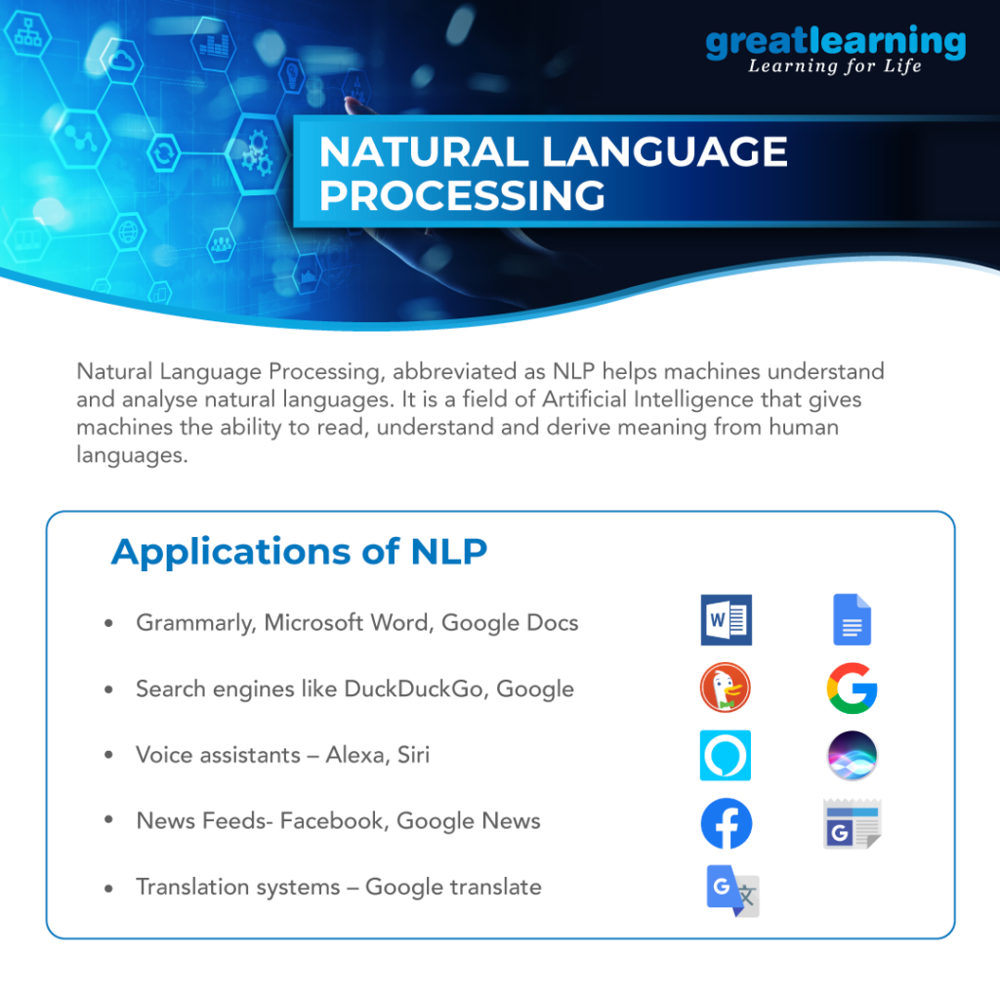 greatlearning
Learning for Life
NATURAL LANGUAGE
PROCESSING
Natural Language Processing, abbreviated as NLP helps machines understand
and analyse natural languages. It is a field of Artificial Intelligence that gives
machines the ability to read, understand and derive meaning from human
languages.
Applications of NLP
• Grammarly, Microsoft Word, Google Docs
W
• Search engines like DuckDuckGo, Google
G
• Voice assistants – Alexa, Siri
• News Feeds- Facebook, Google News
f
G
• Translation systems – Google translate
G
文